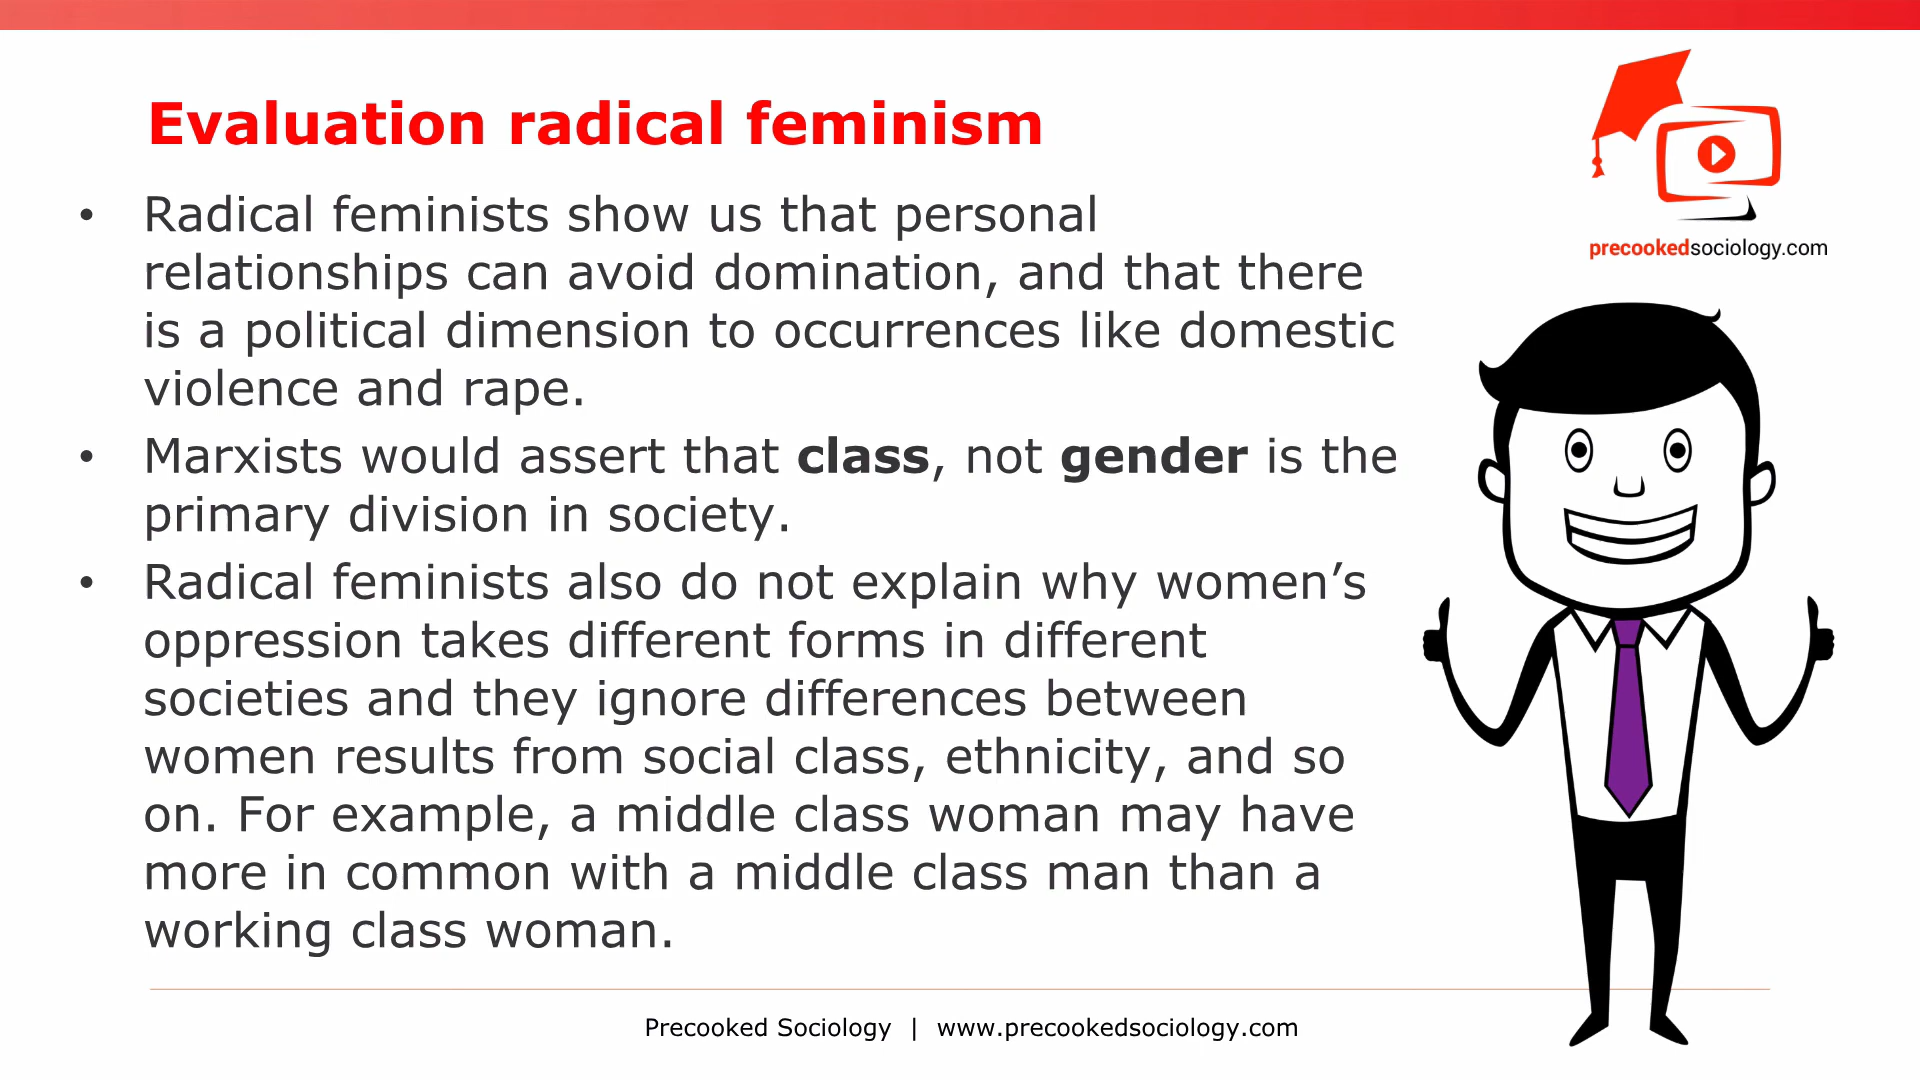 Evaluation radical feminism
precookedsociology.com
• Radical feminists show us that personal
relationships can avoid domination, and that there
is a political dimension to occurrences like domestic
violence and rape.
• Marxists would assert that class, not gender is the
primary division in society.
• Radical feminists also do not explain why women’s
oppression takes different forms in different
societies and they ignore differences between
women results from social class, ethnicity, and so
on. For example, a middle class woman may have
more in common with a middle class man than a
working class woman.
Precooked Sociology | www.precookedsociology.com